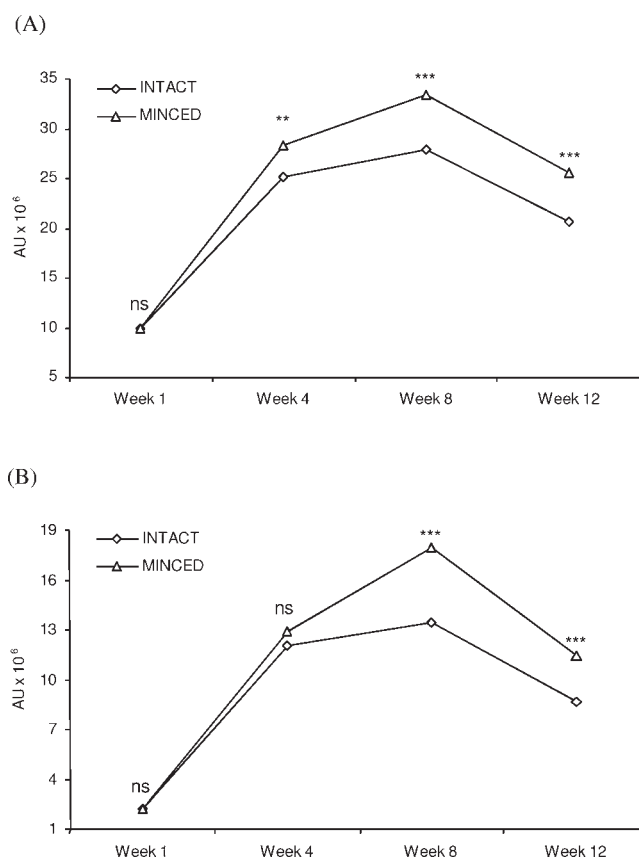 (A)
35
30
25
20
15
10
5
AU x 10⁶
INTACT
MINCED
ns
**
***
***
Week 1 Week 4 Week 8 Week 12
(B)
19
16
13
10
7
4
1
AU x 10⁶
INTACT
MINCED
ns
ns
***
***
Week 1 Week 4 Week 8 Week 12